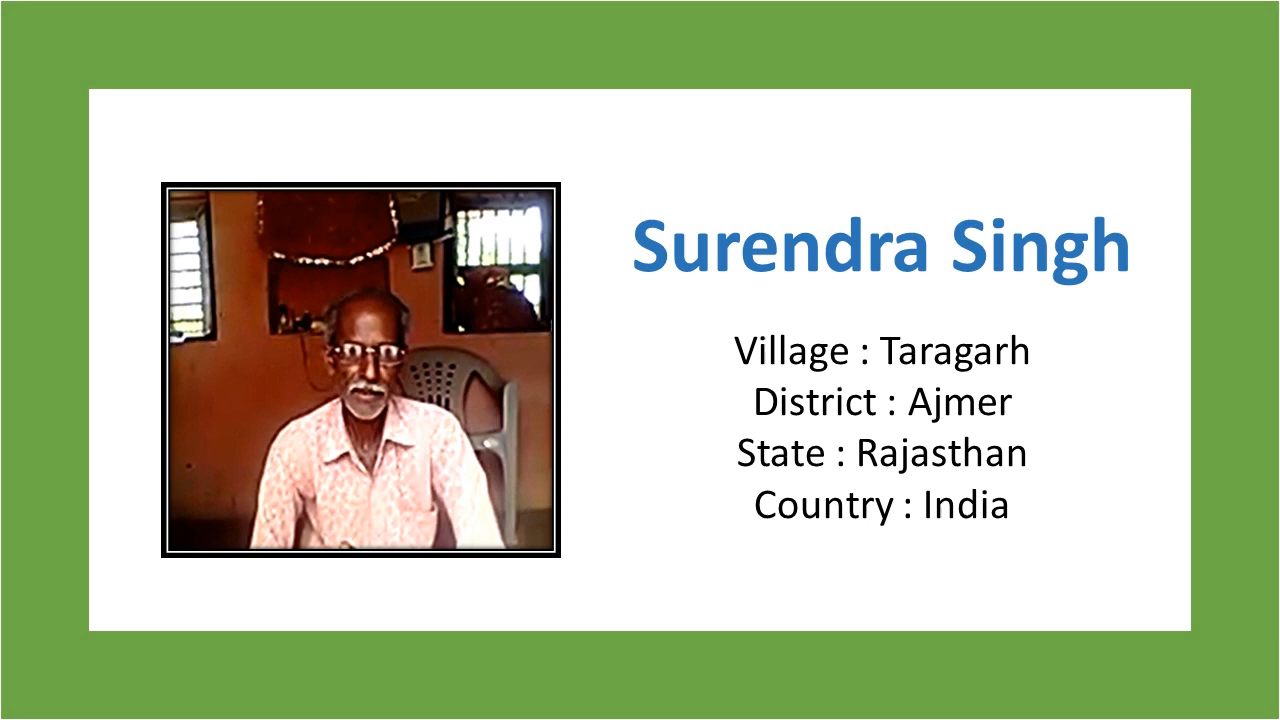 Surendra Singh
Village : Taragarh
District : Ajmer
State : Rajasthan
Country : India